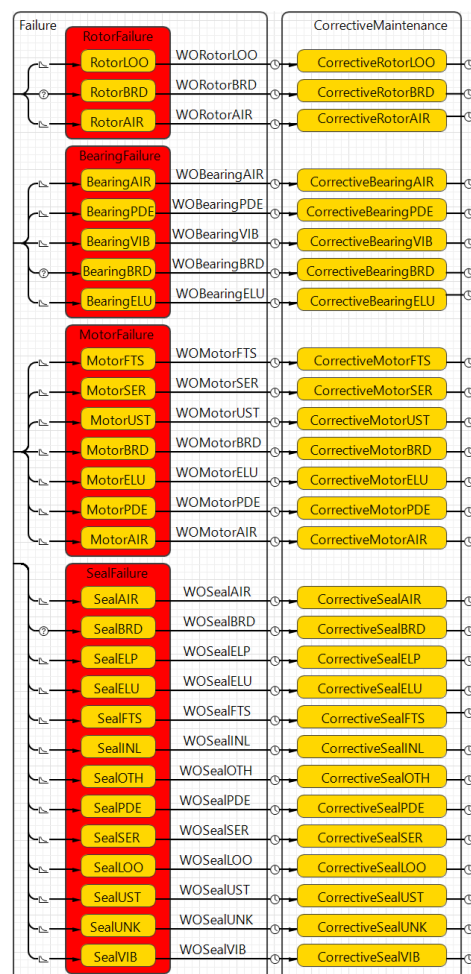 Failure CorrectiveMaintenance
RotorFailure
RotorLOO WORotorLOO CorrectiveRotorLOO
RotorBRD WORotorBRD CorrectiveRotorBRD
RotorAIR WORotorAIR CorrectiveRotorAIR
BearingFailure
BearingAIR WOBearingAIR CorrectiveBearingAIR
BearingPDE WOBearingPDE CorrectiveBearingPDE
BearingVIB WOBearingVIB CorrectiveBearingVIB
BearingBRD WOBearingBRD CorrectiveBearingBRD
BearingELU WOBearingELU CorrectiveBearingELU
MotorFailure
MotorFTS WOMotorFTS CorrectiveMotorFTS
MotorSER WOMotorSER CorrectiveMotorSER
MotorUST WOMotorUST CorrectiveMotorUST
MotorBRD WOMotorBRD CorrectiveMotorBRD
MotorELU WOMotorELU CorrectiveMotorELU
MotorPDE WOMotorPDE CorrectiveMotorPDE
MotorAIR WOMotorAIR CorrectiveMotorAIR
SealFailure
SealAIR WOSealAIR CorrectiveSealAIR
SealBRD WOSealBRD CorrectiveSealBRD
SealELP WOSealELP CorrectiveSealELP
SealELU WOSealELU CorrectiveSealELU
SealFTS WOSealFTS CorrectiveSealFTS
SealINL WOSealINL CorrectiveSealINL
SealOTH WOSealOTH CorrectiveSealOTH
SealPDE WOSealPDE CorrectiveSealPDE
SealSER WOSealSER CorrectiveSealSER
SealLOO WOSealLOO CorrectiveSealLOO
SealUST WOSealUST CorrectiveSealUST
SealUNK WOSealUNK CorrectiveSealUNK
SealVIB WOSealVIB CorrectiveSealVIB